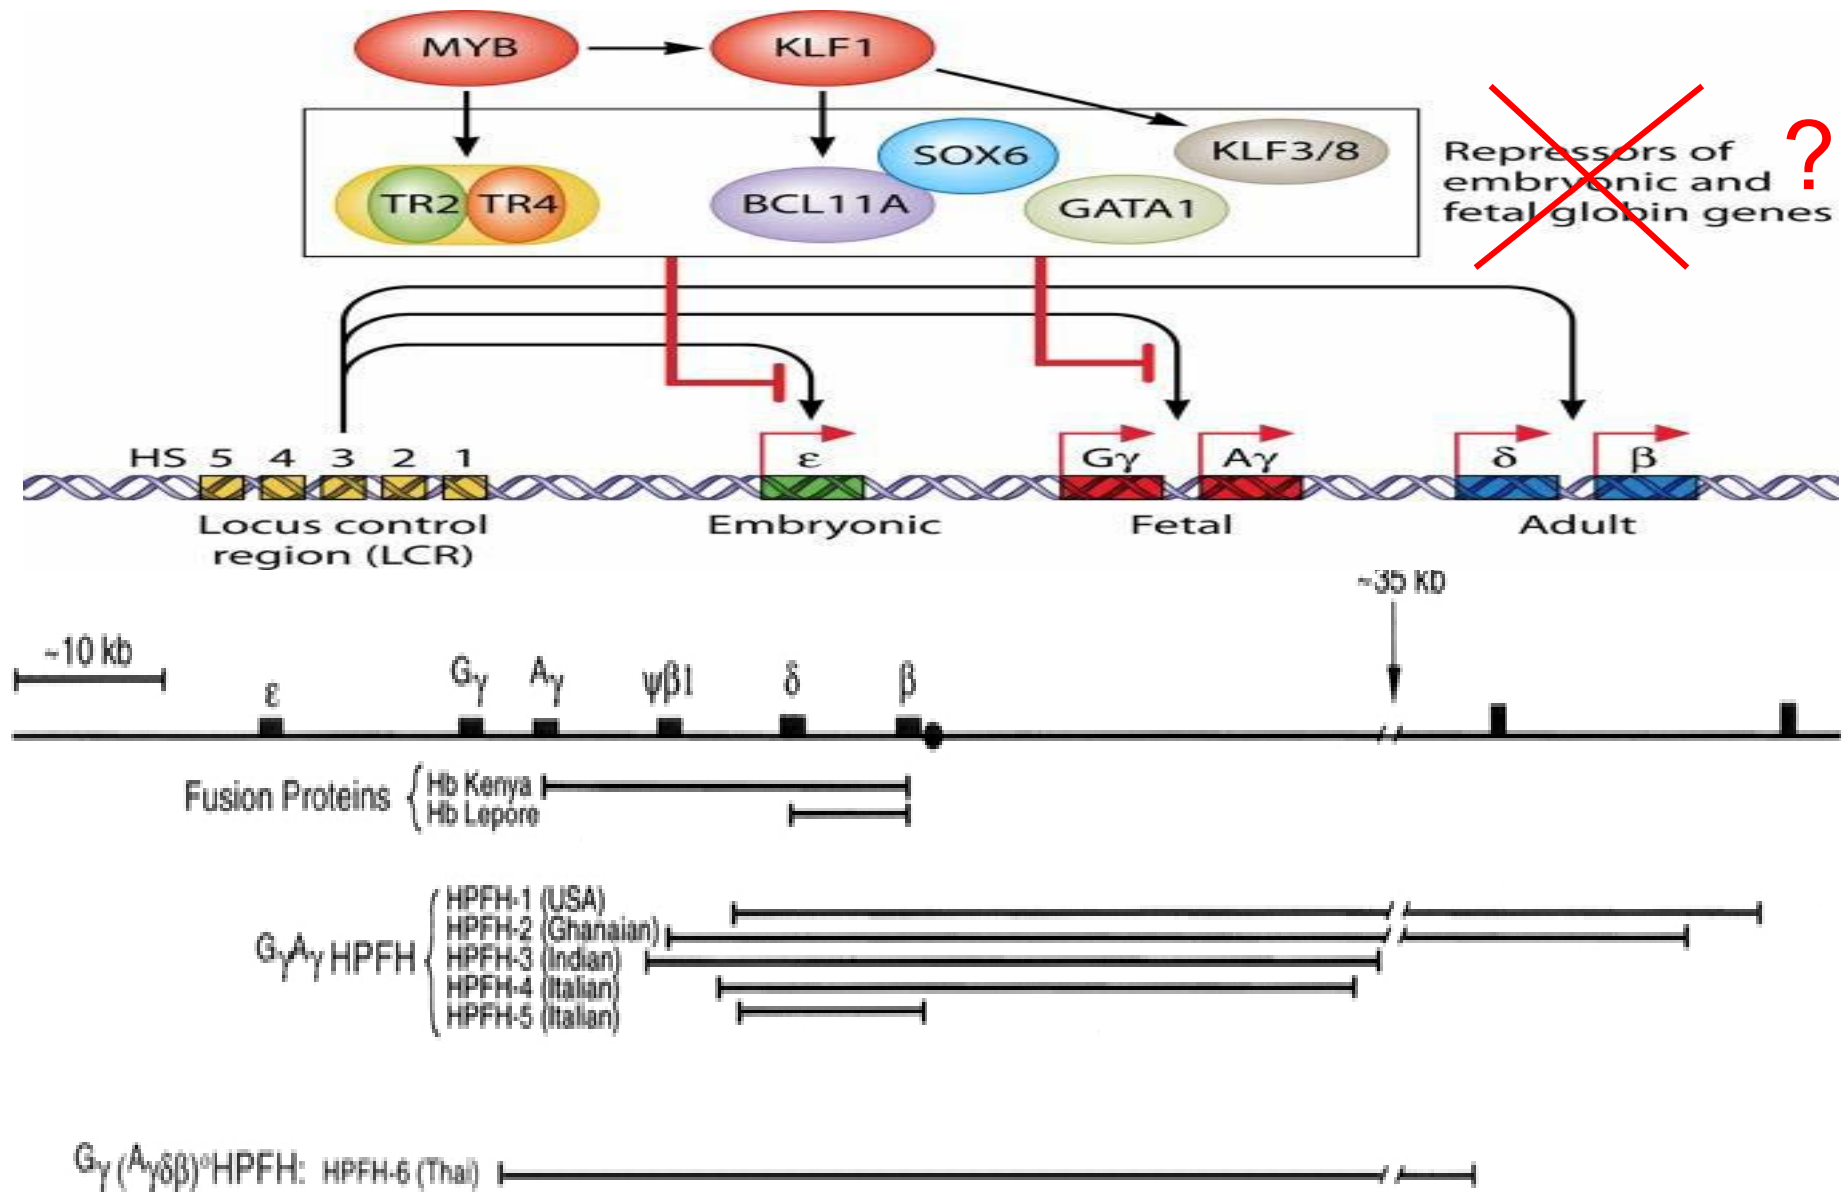 MYB
KLF1
SOX6
KLF3/8
TR2 TR4
BCL11A
GATA1
Repressors of
embryonic and
fetal globin genes
?
HS 5 4 3 2 1
ε
Gγ
Aγ
δ
β
Locus control
region (LCR)
Embryonic
Fetal
Adult
~35 kb
~10 kb
ε
Gγ
Aγ
ψβ1
δ
β
Fusion Proteins
Hb Kenya
Hb Lepore
GγAγ HPFH
HPFH-1 (USA)
HPFH-2 (Ghanaian)
HPFH-3 (Indian)
HPFH-4 (Italian)
HPFH-5 (Italian)
Gγ (Aγδβ)°HPFH: HPFH-6 (Thai)